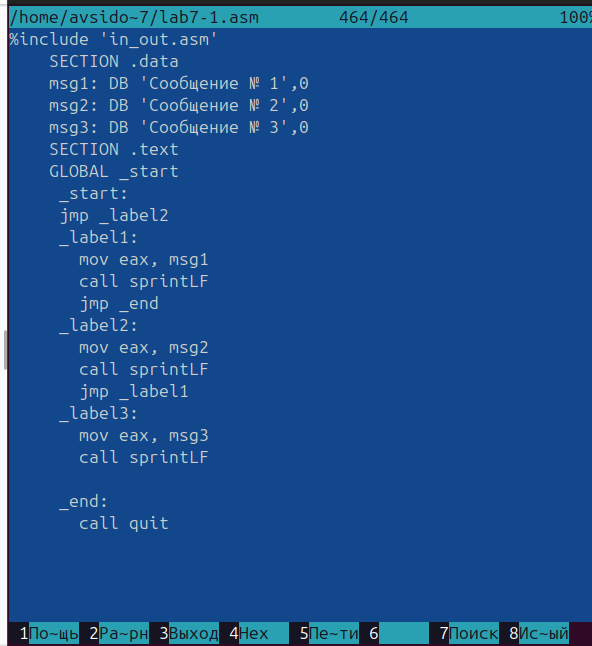 /home/avsido~7/lab7-1.asm 464/464 100%
%include 'in_out.asm'
SECTION .data
msg1: DB 'Сообщение № 1',0
msg2: DB 'Сообщение № 2',0
msg3: DB 'Сообщение № 3',0
SECTION .text
GLOBAL _start
_start:
jmp _label2
_label1:
mov eax, msg1
call sprintLF
jmp _end
_label2:
mov eax, msg2
call sprintLF
jmp _label1
_label3:
mov eax, msg3
call sprintLF
_end:
call quit
1По~щь 2Ра~рн 3Выход 4Hex 5Пе~ти 6 7Поиск 8Ис~ый